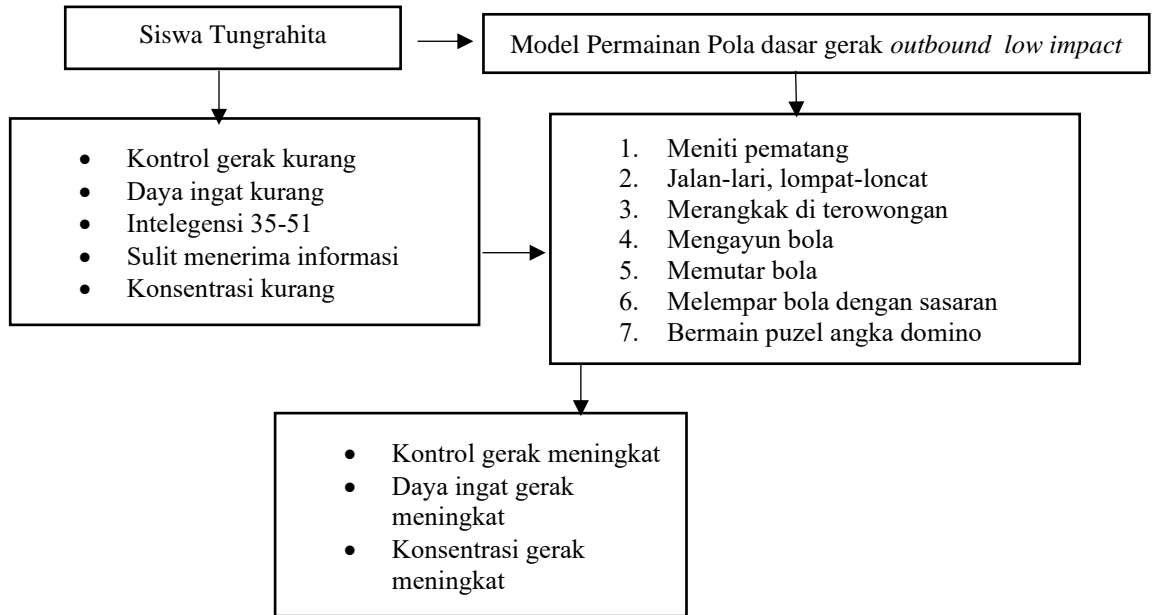 Siswa Tungrahita
Model Permainan Pola dasar gerak outbound low impact
• Kontrol gerak kurang
• Daya ingat kurang
• Intelegensi 35-51
• Sulit menerima informasi
• Konsentrasi kurang
1. Meniti pematang
2. Jalan-lari, lompat-loncat
3. Merangkak di terowongan
4. Mengayun bola
5. Memutar bola
6. Melempar bola dengan sasaran
7. Bermain puzel angka domino
• Kontrol gerak meningkat
• Daya ingat gerak
meningkat
• Konsentrasi gerak
meningkat